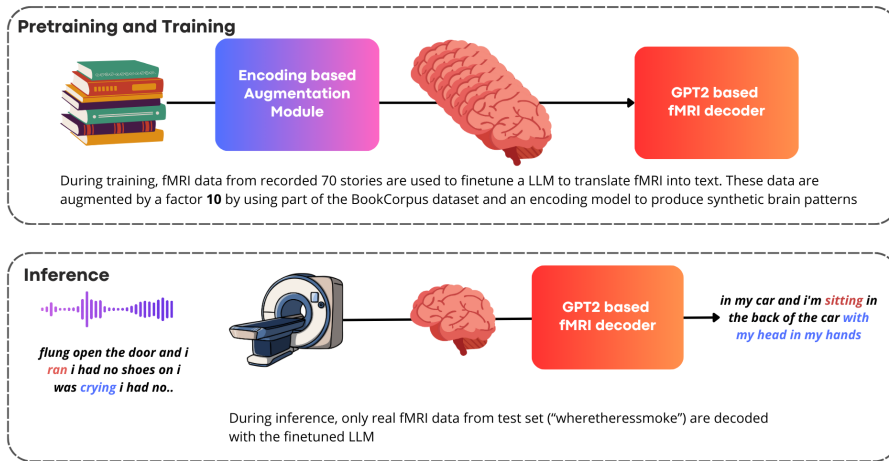 Pretraining and Training
Encoding based
Augmentation
Module
GPT2 based
fMRI decoder
During training, fMRI data from recorded 70 stories are used to finetune a LLM to translate fMRI into text. These data are
augmented by a factor 10 by using part of the BookCorpus dataset and an encoding model to produce synthetic brain patterns
Inference
flung open the door and i
ran i had no shoes on i
was crying i had no..
GPT2 based
fMRI decoder
in my car and i'm sitting in
the back of the car with
my head in my hands
During inference, only real fMRI data from test set (“wheretheressmoke”) are decoded
with the finetuned LLM